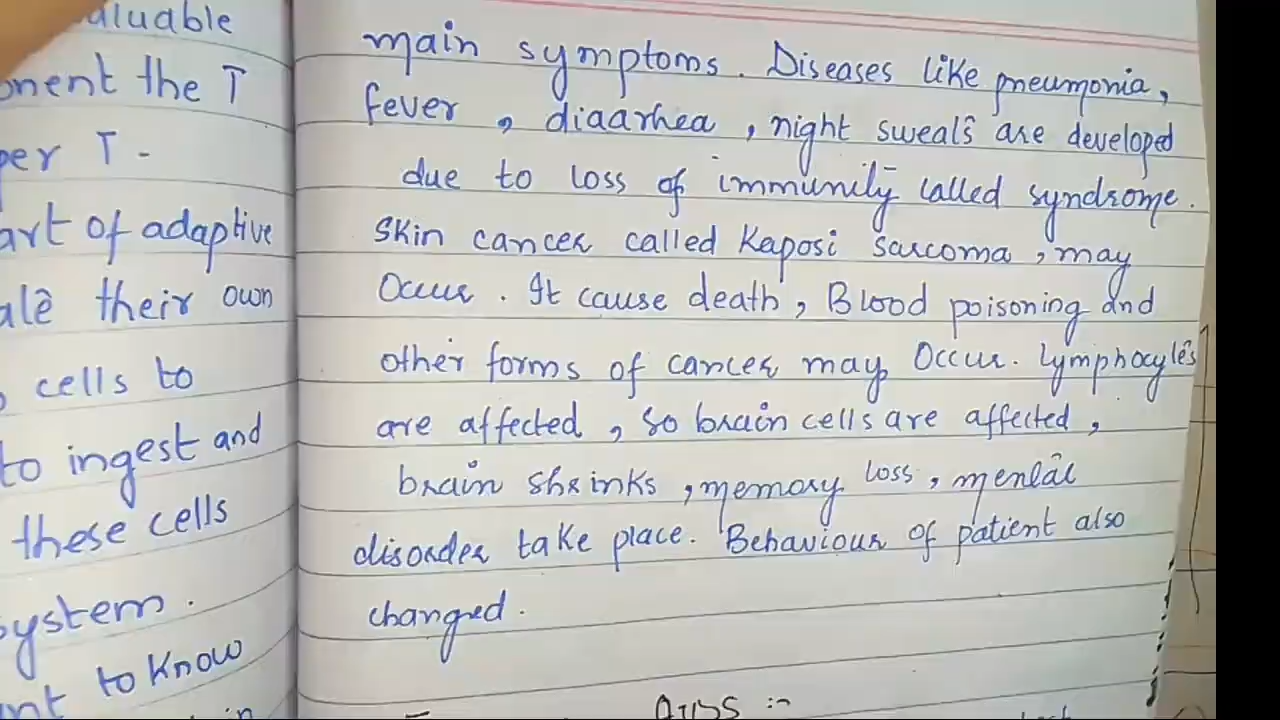 aluable
onent the T
per T -
art of adaptive
ate their own
cells to
to ingest and
these cells
system.
to know
in
main symptoms. Diseases like pneumonia,
fever, diaarhea, night sweats are developed
due to loss of immunity called syndrome.
Skin cancer called Kaposi sarcoma, may
Occur. It cause death, Blood poisoning and
other forms of cancer may Occur. Lymphocytes
are affected, so brain cells are affected,
brain shrinks, memory loss, mental
disorder take place. Behaviour of patient also
changed.
AIDS :-